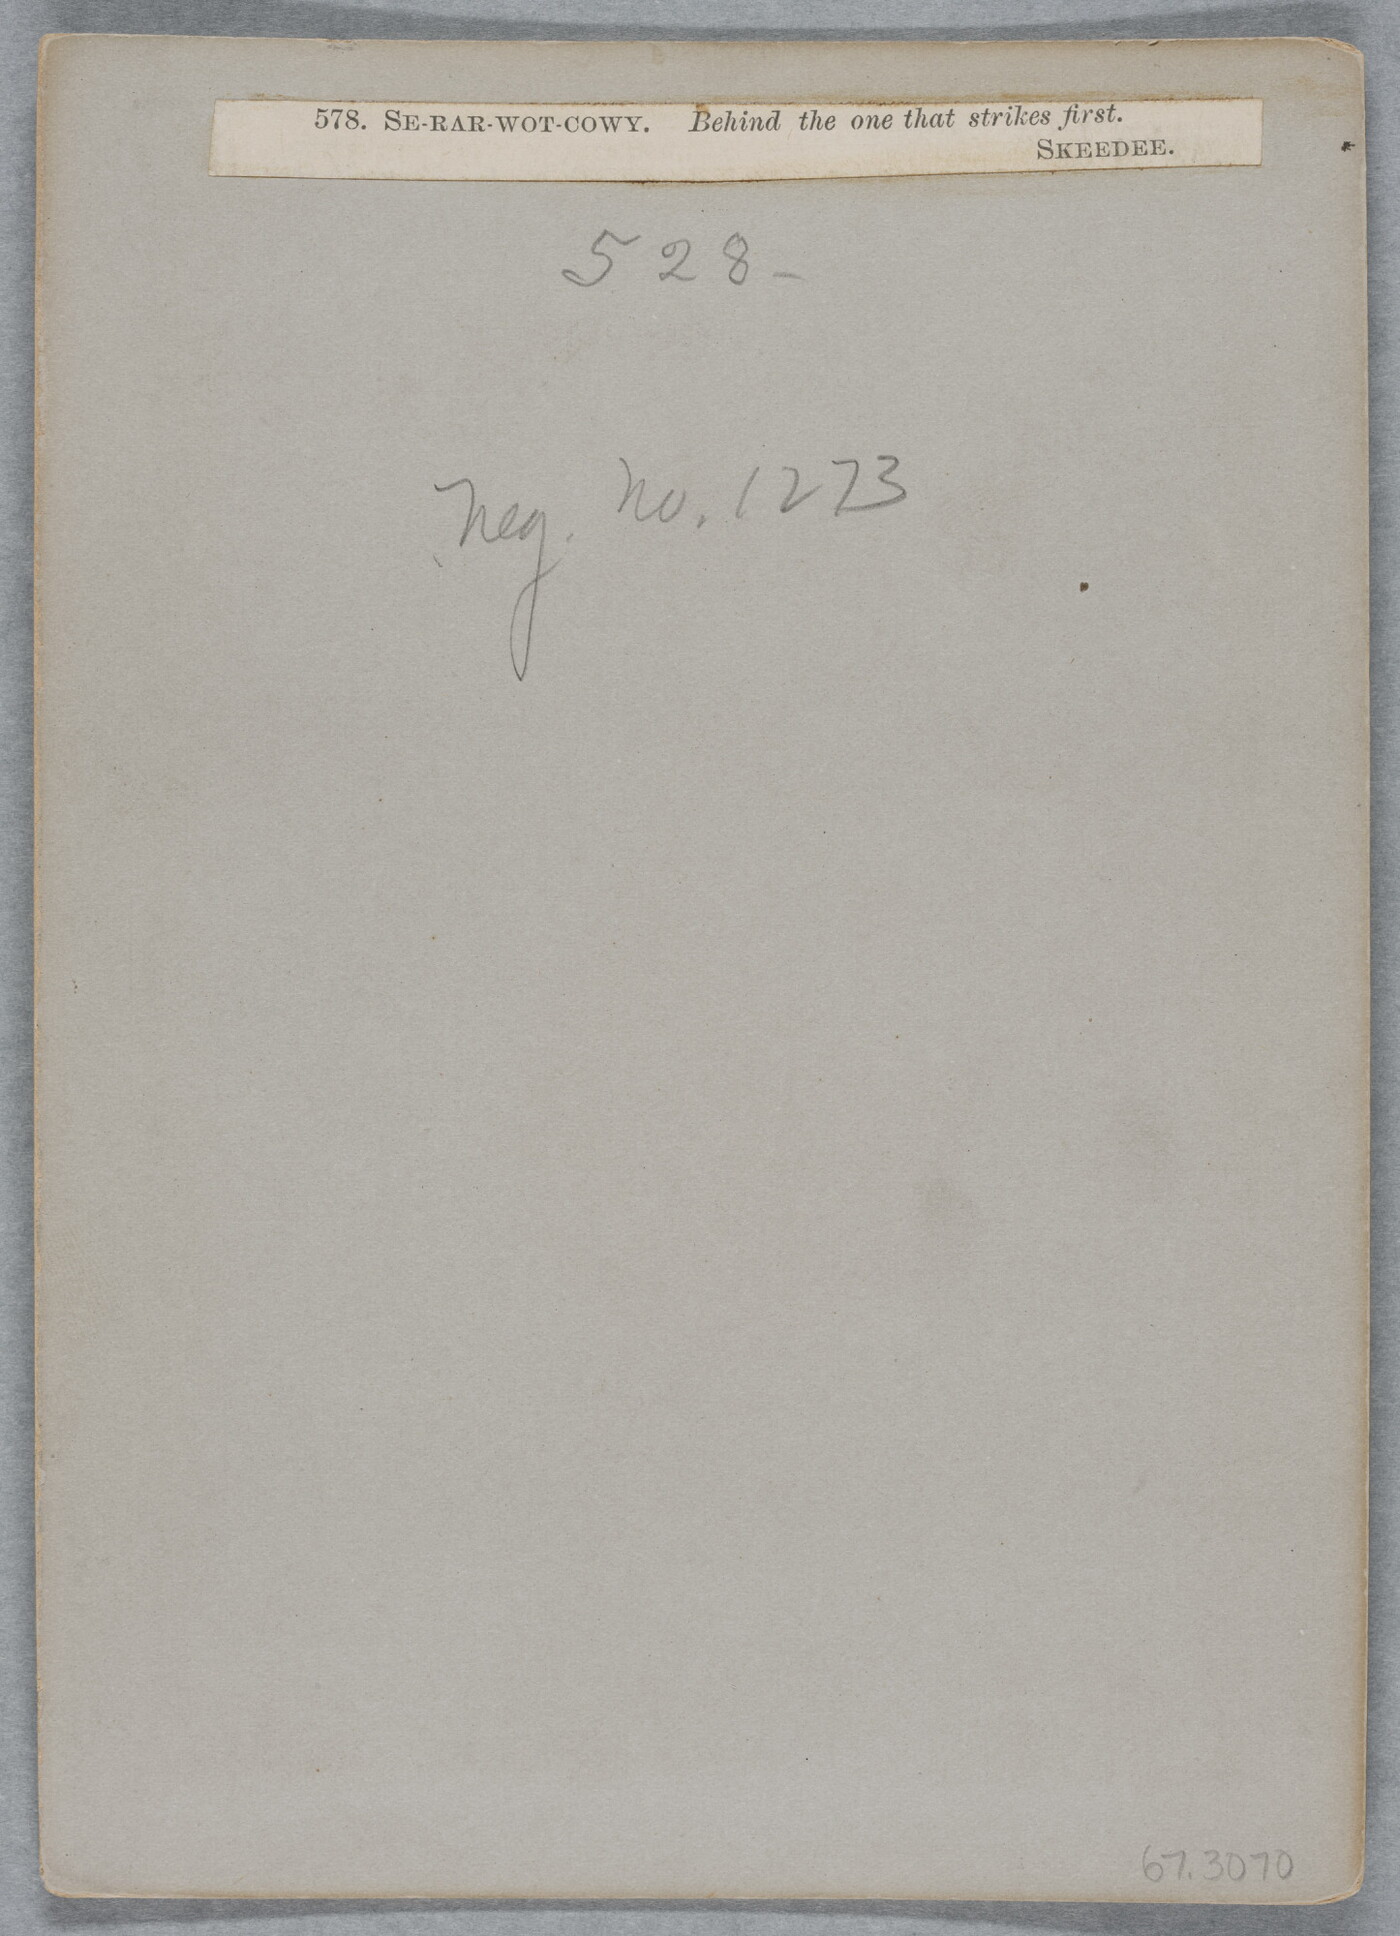 578. SE-RAR-WOT-COWY. Behind the one that strikes first.
SKEEDEE.
528-
Neg. No. 1273
67.3070